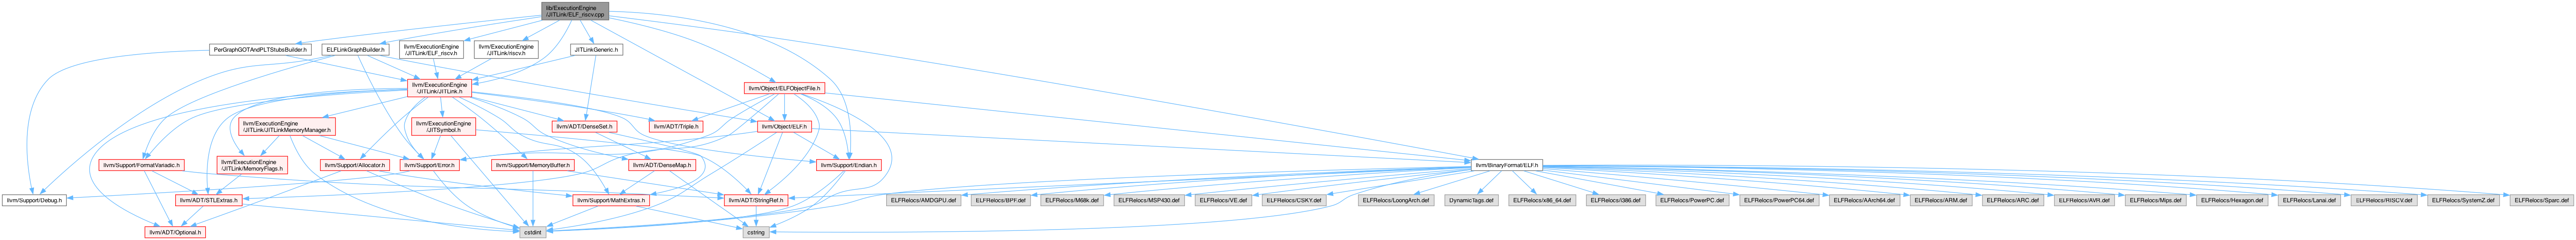 lib/ExecutionEngine
/JITLink/ELF_riscv.cpp
PerGraphGOTAndPLTStubsBuilder.h
ELFLinkGraphBuilder.h
llvm/ExecutionEngine
/JITLink/ELF_riscv.h
llvm/ExecutionEngine
/JITLink/riscv.h
JITLinkGeneric.h
llvm/ExecutionEngine
/JITLink/JITLink.h
llvm/Object/ELFObjectFile.h
llvm/ExecutionEngine
/JITLink/JITLinkMemoryManager.h
llvm/ExecutionEngine
/JITSymbol.h
llvm/ADT/DenseSet.h
llvm/ADT/Triple.h
llvm/Object/ELF.h
llvm/Support/FormatVariadic.h
llvm/ExecutionEngine
/JITLink/MemoryFlags.h
llvm/Support/Allocator.h
llvm/Support/Error.h
llvm/Support/MemoryBuffer.h
llvm/ADT/DenseMap.h
llvm/Support/Endian.h
llvm/BinaryFormat/ELF.h
llvm/Support/Debug.h
llvm/ADT/STLExtras.h
llvm/Support/MathExtras.h
llvm/ADT/StringRef.h
ELFRelocs/AMDGPU.def
ELFRelocs/BPF.def
ELFRelocs/M68k.def
ELFRelocs/MSP430.def
ELFRelocs/VE.def
ELFRelocs/CSKY.def
ELFRelocs/LoongArch.def
DynamicTags.def
ELFRelocs/x86_64.def
ELFRelocs/i386.def
ELFRelocs/PowerPC.def
ELFRelocs/PowerPC64.def
ELFRelocs/AArch64.def
ELFRelocs/ARM.def
ELFRelocs/ARC.def
ELFRelocs/AVR.def
ELFRelocs/Mips.def
ELFRelocs/Hexagon.def
ELFRelocs/Lanai.def
ELFRelocs/RISCV.def
ELFRelocs/SystemZ.def
ELFRelocs/Sparc.def
llvm/ADT/Optional.h
cstdint
cstring